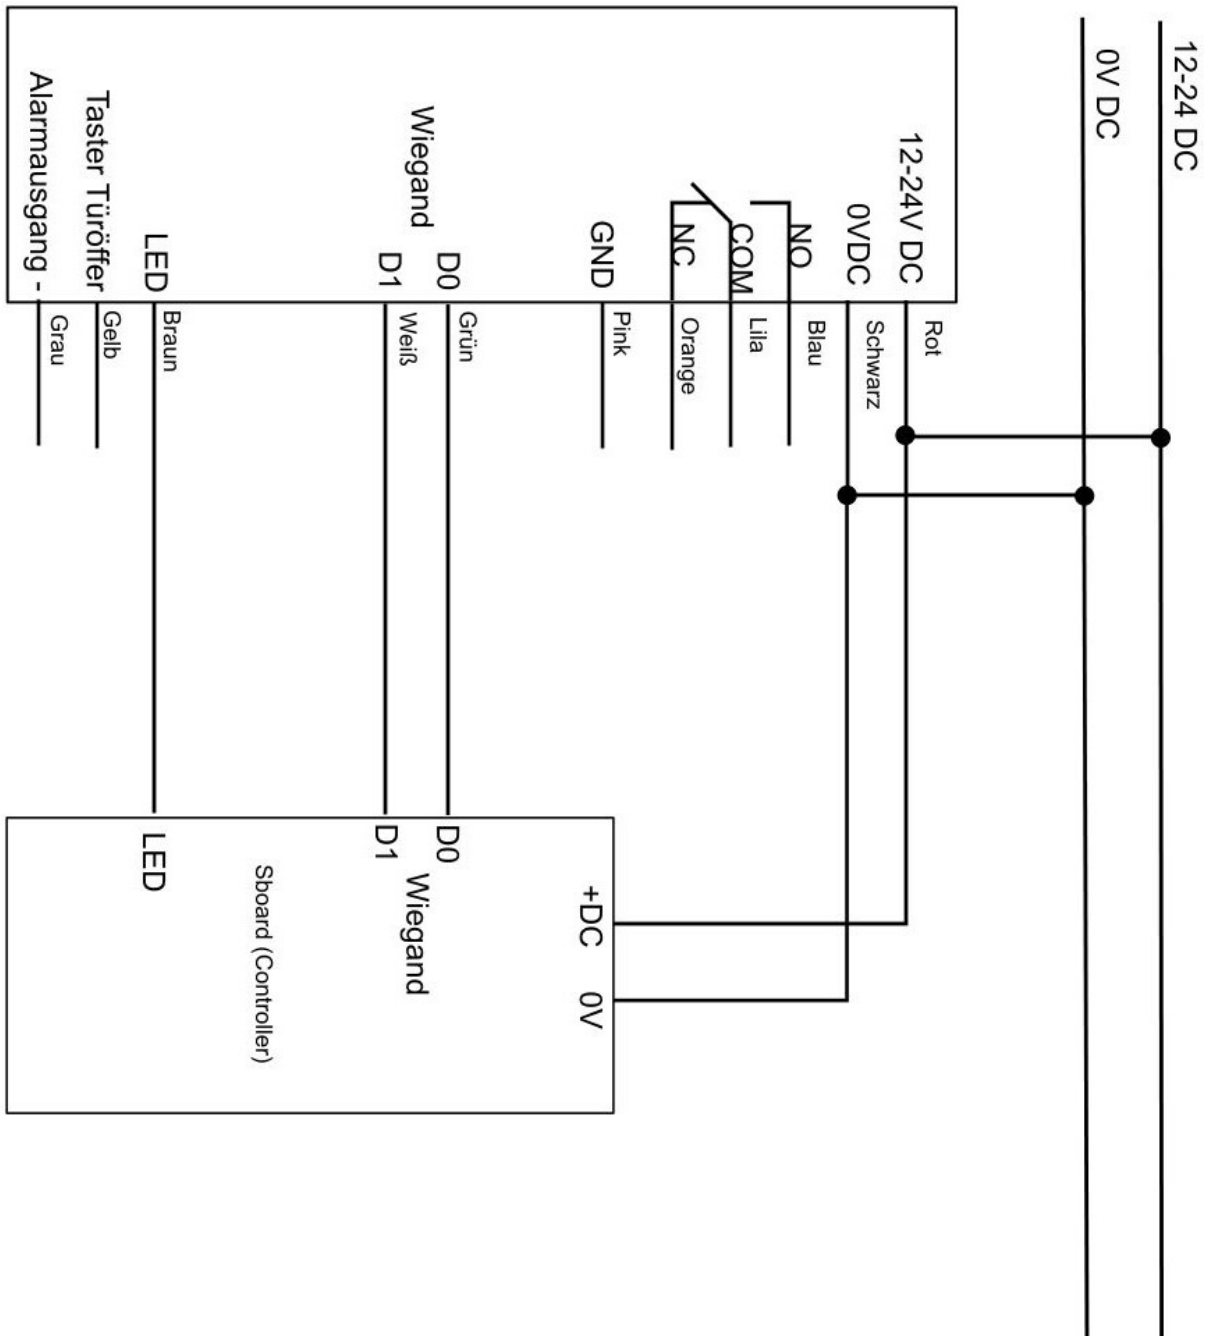 12-24 DC
0V DC
12-24V DC
Rot
0VDC
Schwarz
NO
Blau
COM
Lila
NC
Orange
GND
Pink
Wiegand
D0
Grün
D1
Weiß
LED
Braun
Taster Türöffer
Gelb
Alarmausgang -
Grau
+DC
0V
D0
D1
Wiegand
Sboard (Controller)
LED